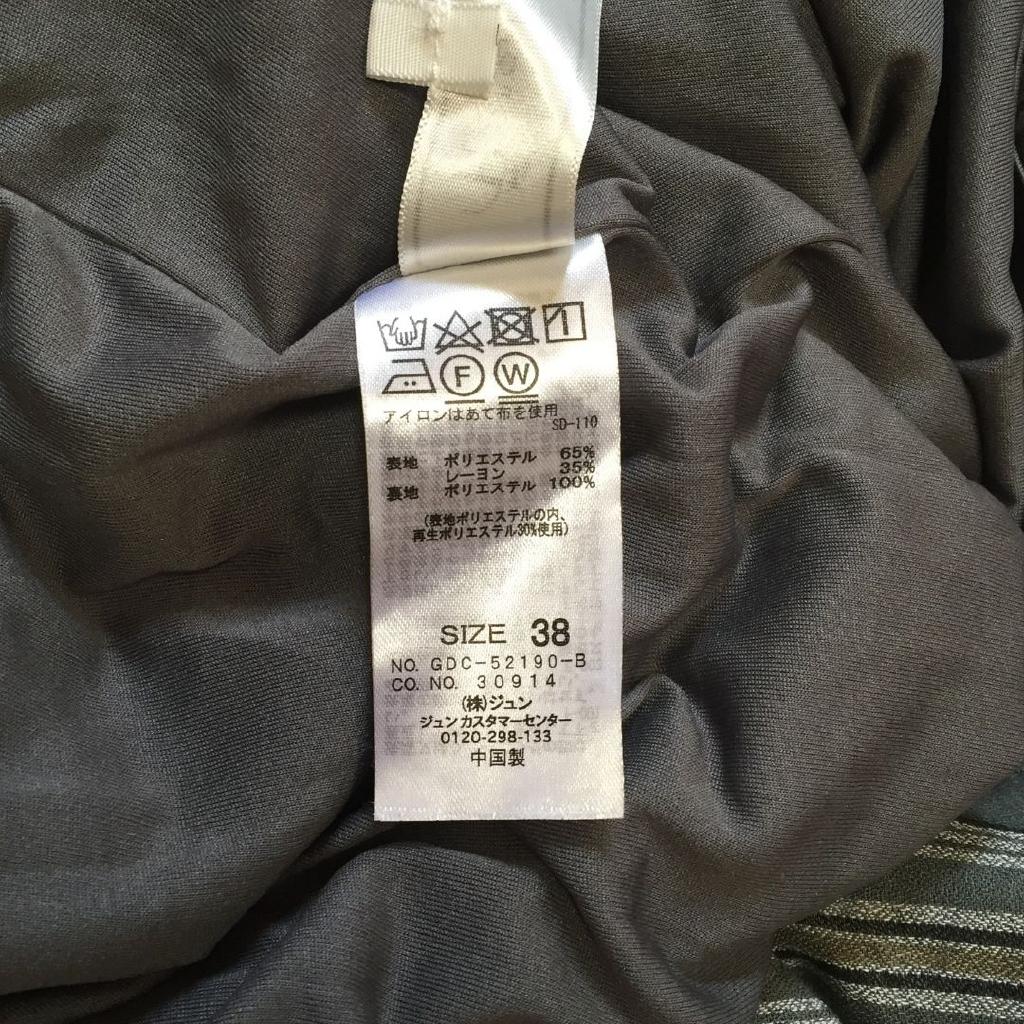 F W
アイロンはあて布を使用
SD-110
表地 ポリエステル 65%
レーヨン 35%
裏地 ポリエステル 100%
(表地ポリエステルの内、
再生ポリエステル30%使用)
SIZE 38
NO. GDC-52190-B
CO. NO. 30914
(株)ジュン
ジュン カスタマーセンター
0120-298-133
中国製